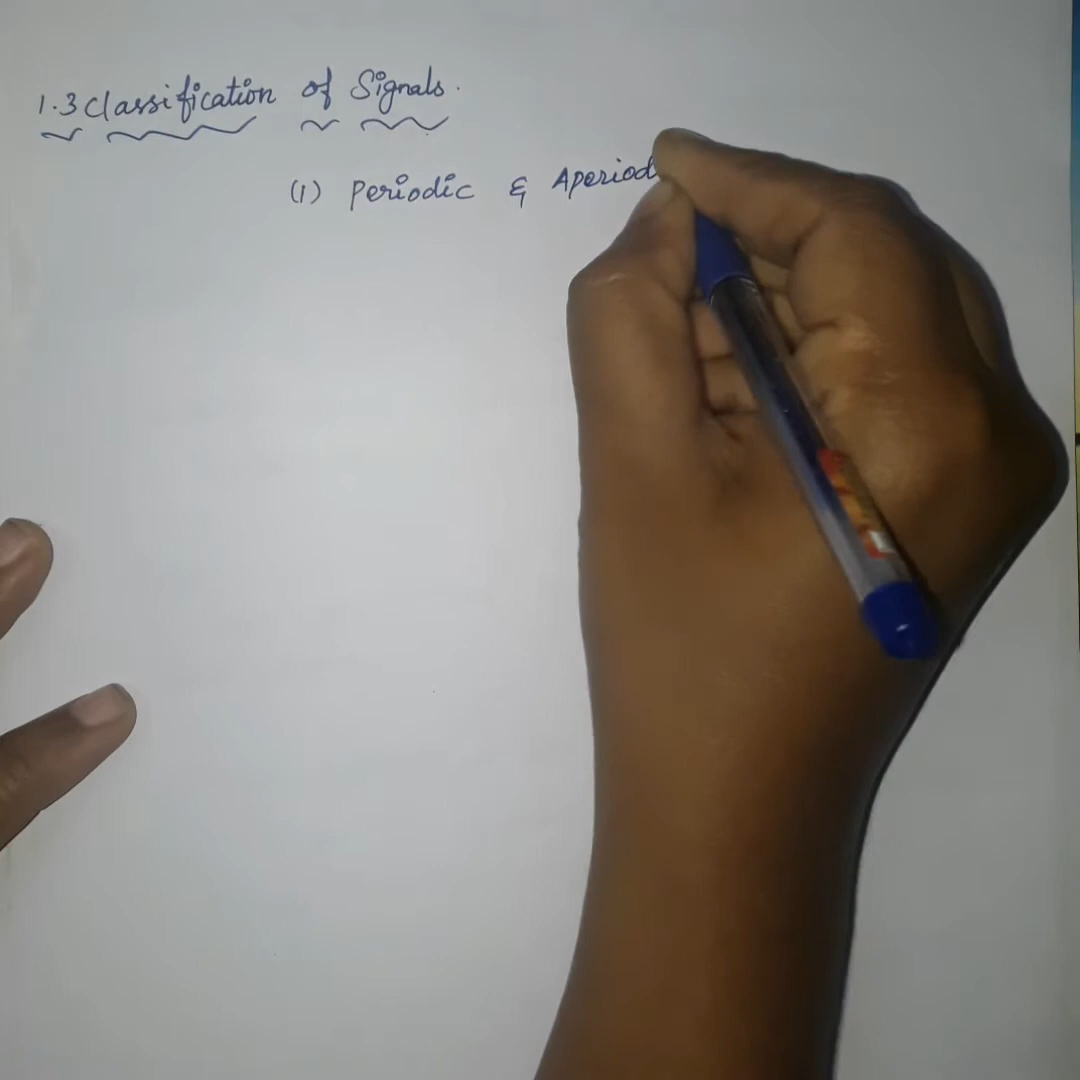 1.3 Classification of Signals.
(1) Periodic & Aperiod